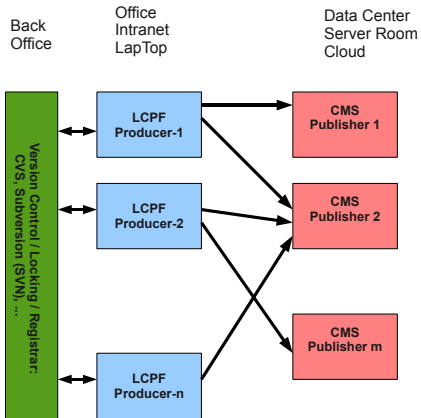 Back
Office
Office
Intranet
LapTop
Data Center
Server Room
Cloud
Version Control / Locking / Registrar:
CVS, Subversion (SVN), ...
LCPF
Producer-1
CMS
Publisher 1
LCPF
Producer-2
CMS
Publisher 2
CMS
Publisher m
LCPF
Producer-n